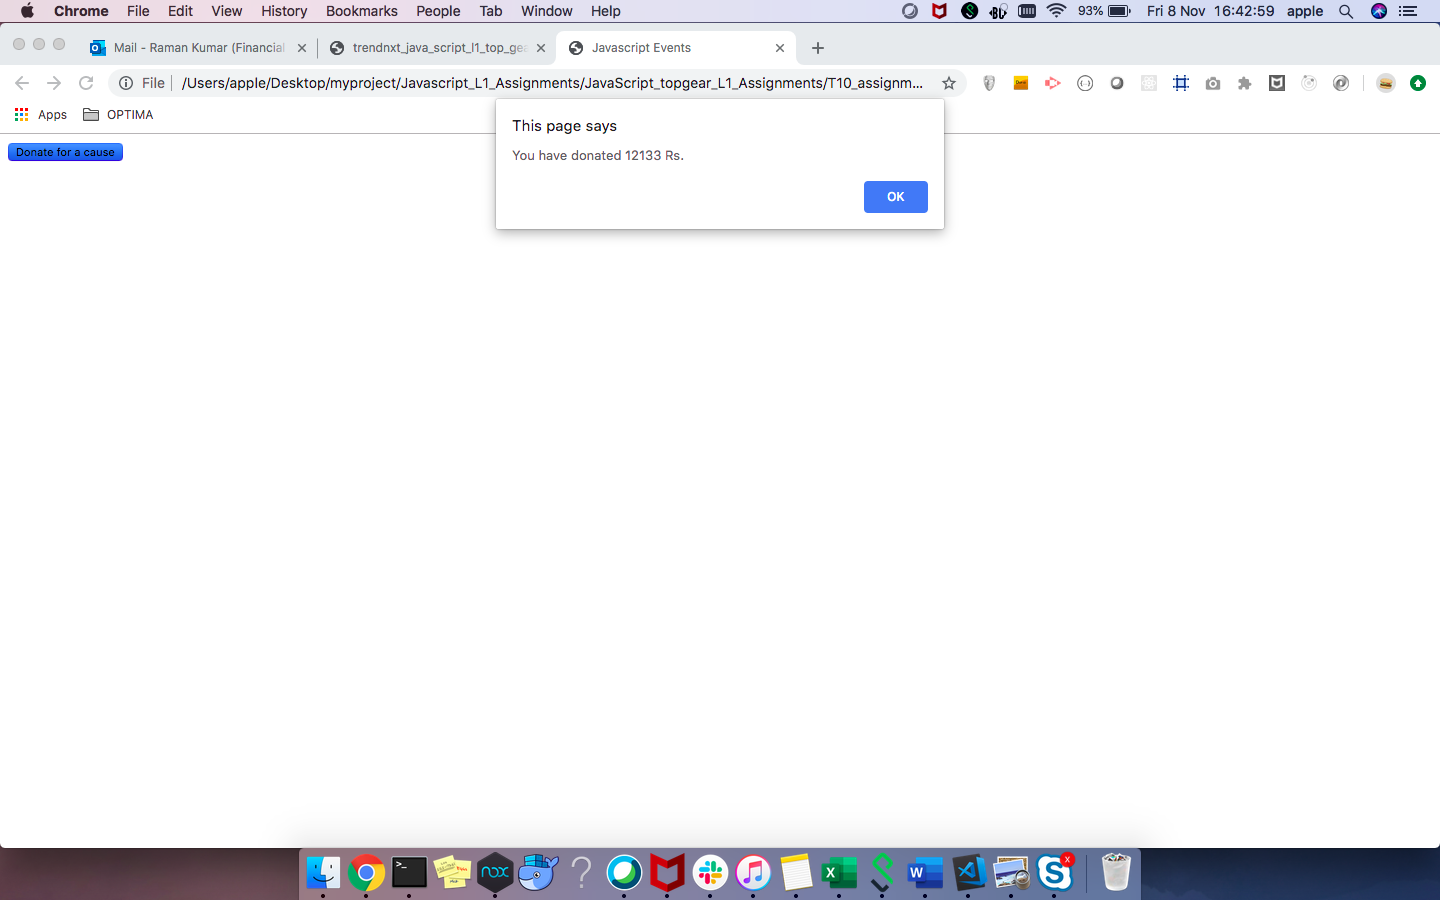 Chrome File Edit View History Bookmarks People Tab Window Help 93% Fri 8 Nov 16:42:59 apple
Mail - Raman Kumar (Financial trendnxt_java_script_l1_top_gea Javascript Events
File /Users/apple/Desktop/myproject/Javascript_L1_Assignments/JavaScript_topgear_L1_Assignments/T10_assignm...
Apps OPTIMA
This page says
You have donated 12133 Rs.
OK
Donate for a cause